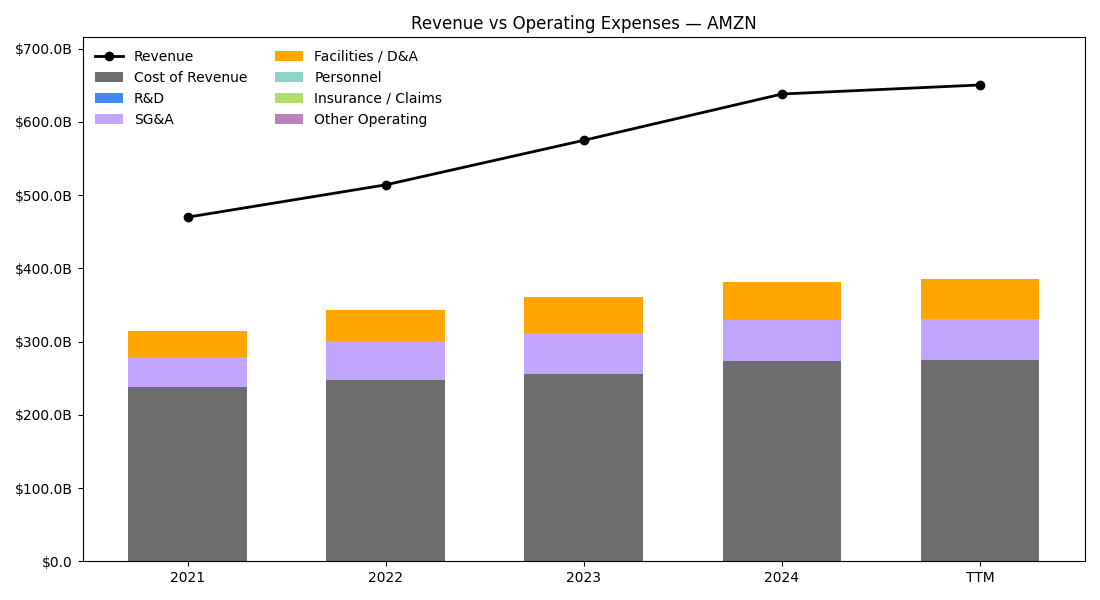 Revenue vs Operating Expenses — AMZN
$700.0B
$600.0B
$500.0B
$400.0B
$300.0B
$200.0B
$100.0B
$0.0
Revenue
Cost of Revenue
R&D
SG&A
Facilities / D&A
Personnel
Insurance / Claims
Other Operating
2021
2022
2023
2024
TTM